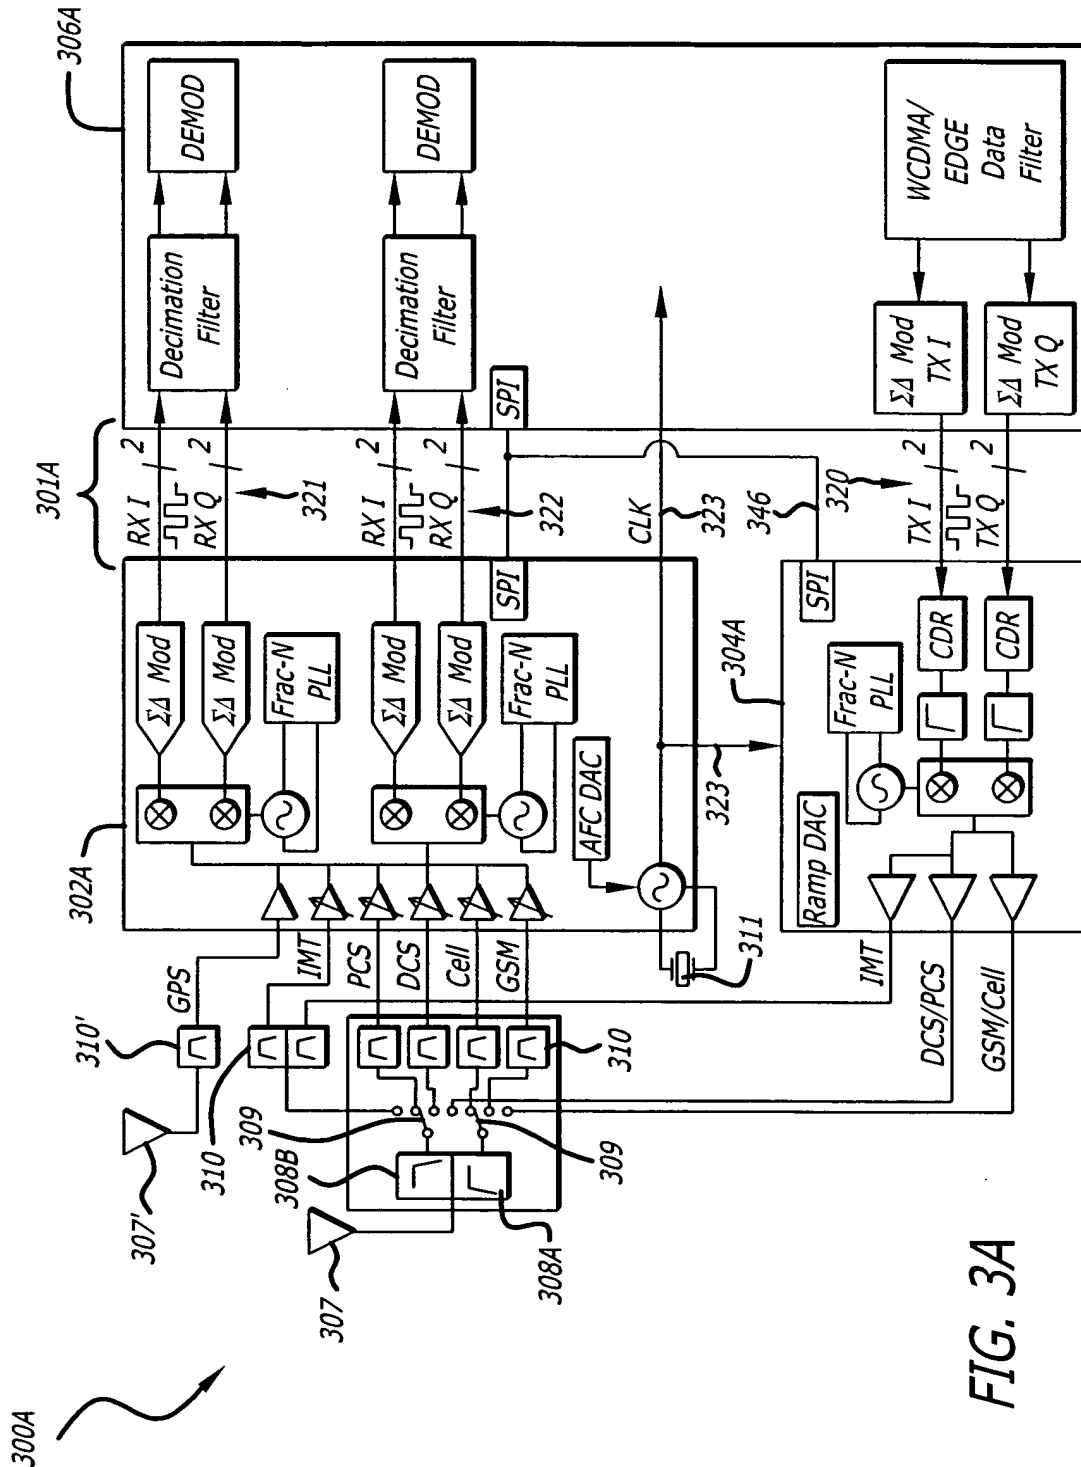 300A
FIG. 3A
307'
310'
GPS
310
307
308B
308A
309
309
310
IMT
PCS
DCS
Cell
GSM
302A
ΣΔ Mod
ΣΔ Mod
Frac-N
PLL
ΣΔ Mod
ΣΔ Mod
Frac-N
PLL
AFC DAC
311
SPI
301A
RX I
2
RX Q
2
321
RX I
2
RX Q
2
322
CLK
323
323
346
320
TX I
2
TX Q
2
306A
Decimation
Filter
DEMOD
Decimation
Filter
DEMOD
SPI
WCDMA/
EDGE
Data
Filter
ΣΔ Mod
TX I
ΣΔ Mod
TX Q
304A
SPI
Frac-N
PLL
CDR
CDR
Ramp DAC
IMT
DCS/PCS
GSM/Cell